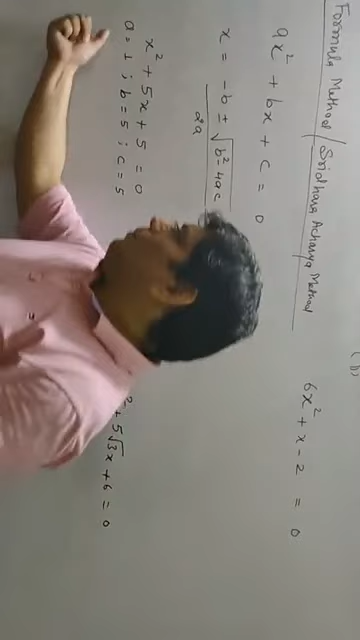 Formula Method / Sridhara Acharya Method
ax² + bx + c = 0
x = -b ± √b²-4ac
2a
x² + 5x + 5 = 0
a = 1 ; b = 5 ; c = 5
6x² + x - 2 = 0
² + 5√3x + 6 = 0